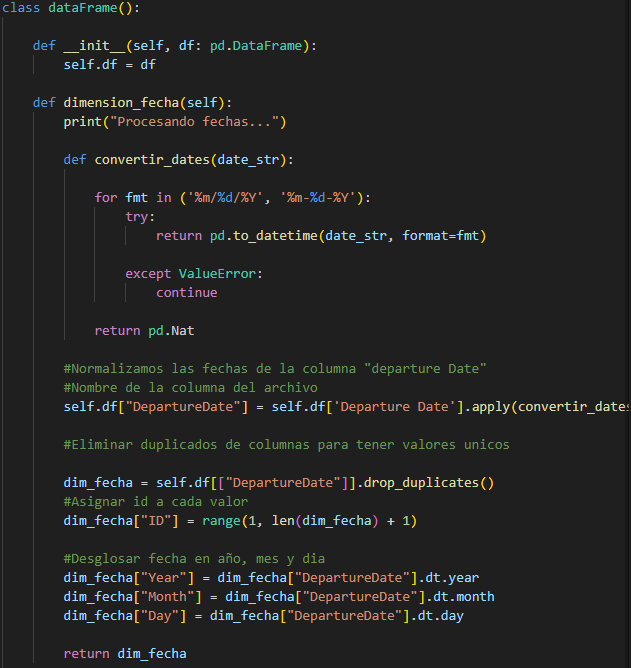 class dataFrame():
def __init__(self, df: pd.DataFrame):
self.df = df
def dimension_fecha(self):
print("Procesando fechas...")
def convertir_dates(date_str):
for fmt in ('%m/%d/%Y', '%m-%d-%Y'):
try:
return pd.to_datetime(date_str, format=fmt)
except ValueError:
continue
return pd.Nat
#Normalizamos las fechas de la columna "departure Date"
#Nombre de la columna del archivo
self.df["DepartureDate"] = self.df['Departure Date'].apply(convertir_dates
#Eliminar duplicados de columnas para tener valores unicos
dim_fecha = self.df[["DepartureDate"]].drop_duplicates()
#Asignar id a cada valor
dim_fecha["ID"] = range(1, len(dim_fecha) + 1)
#Desglosar fecha en año, mes y dia
dim_fecha["Year"] = dim_fecha["DepartureDate"].dt.year
dim_fecha["Month"] = dim_fecha["DepartureDate"].dt.month
dim_fecha["Day"] = dim_fecha["DepartureDate"].dt.day
return dim_fecha